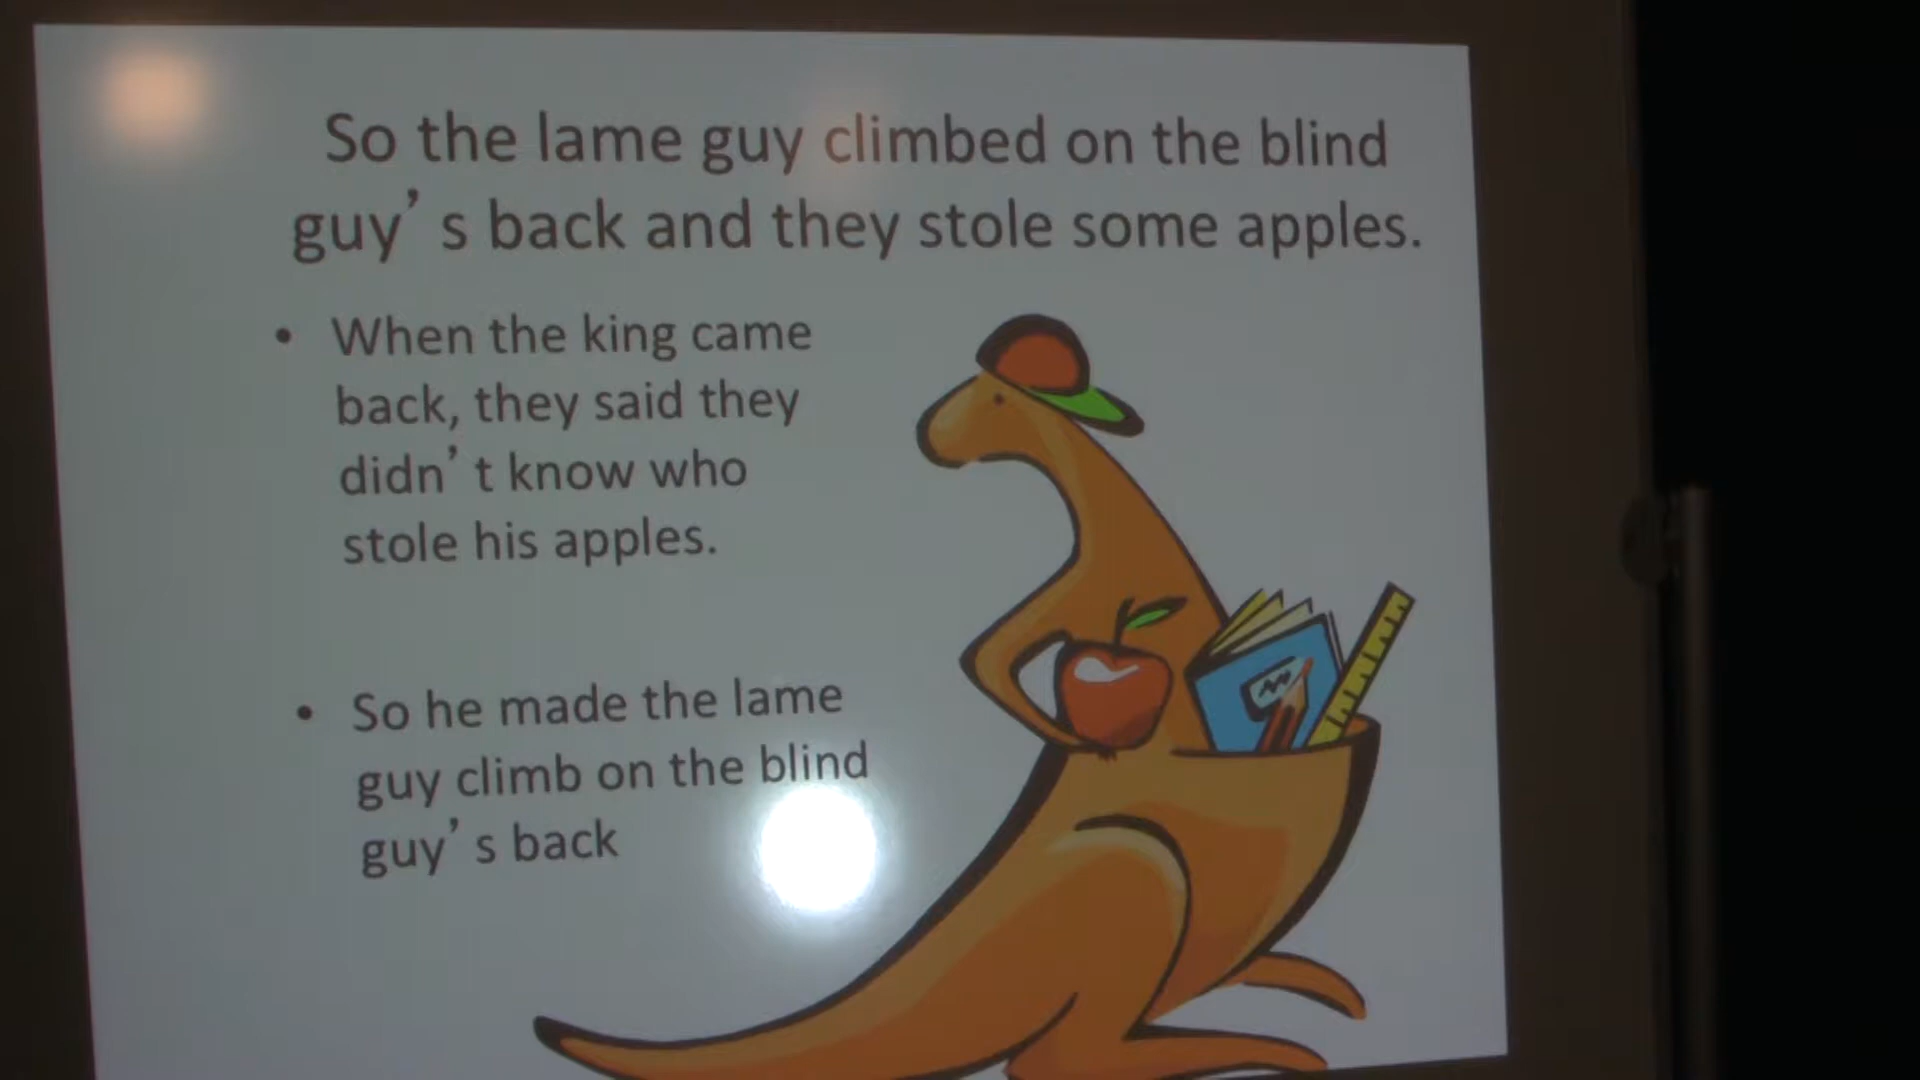 So the lame guy climbed on the blind
guy’s back and they stole some apples.
• When the king came
back, they said they
didn’t know who
stole his apples.
• So he made the lame
guy climb on the blind
guy’s back